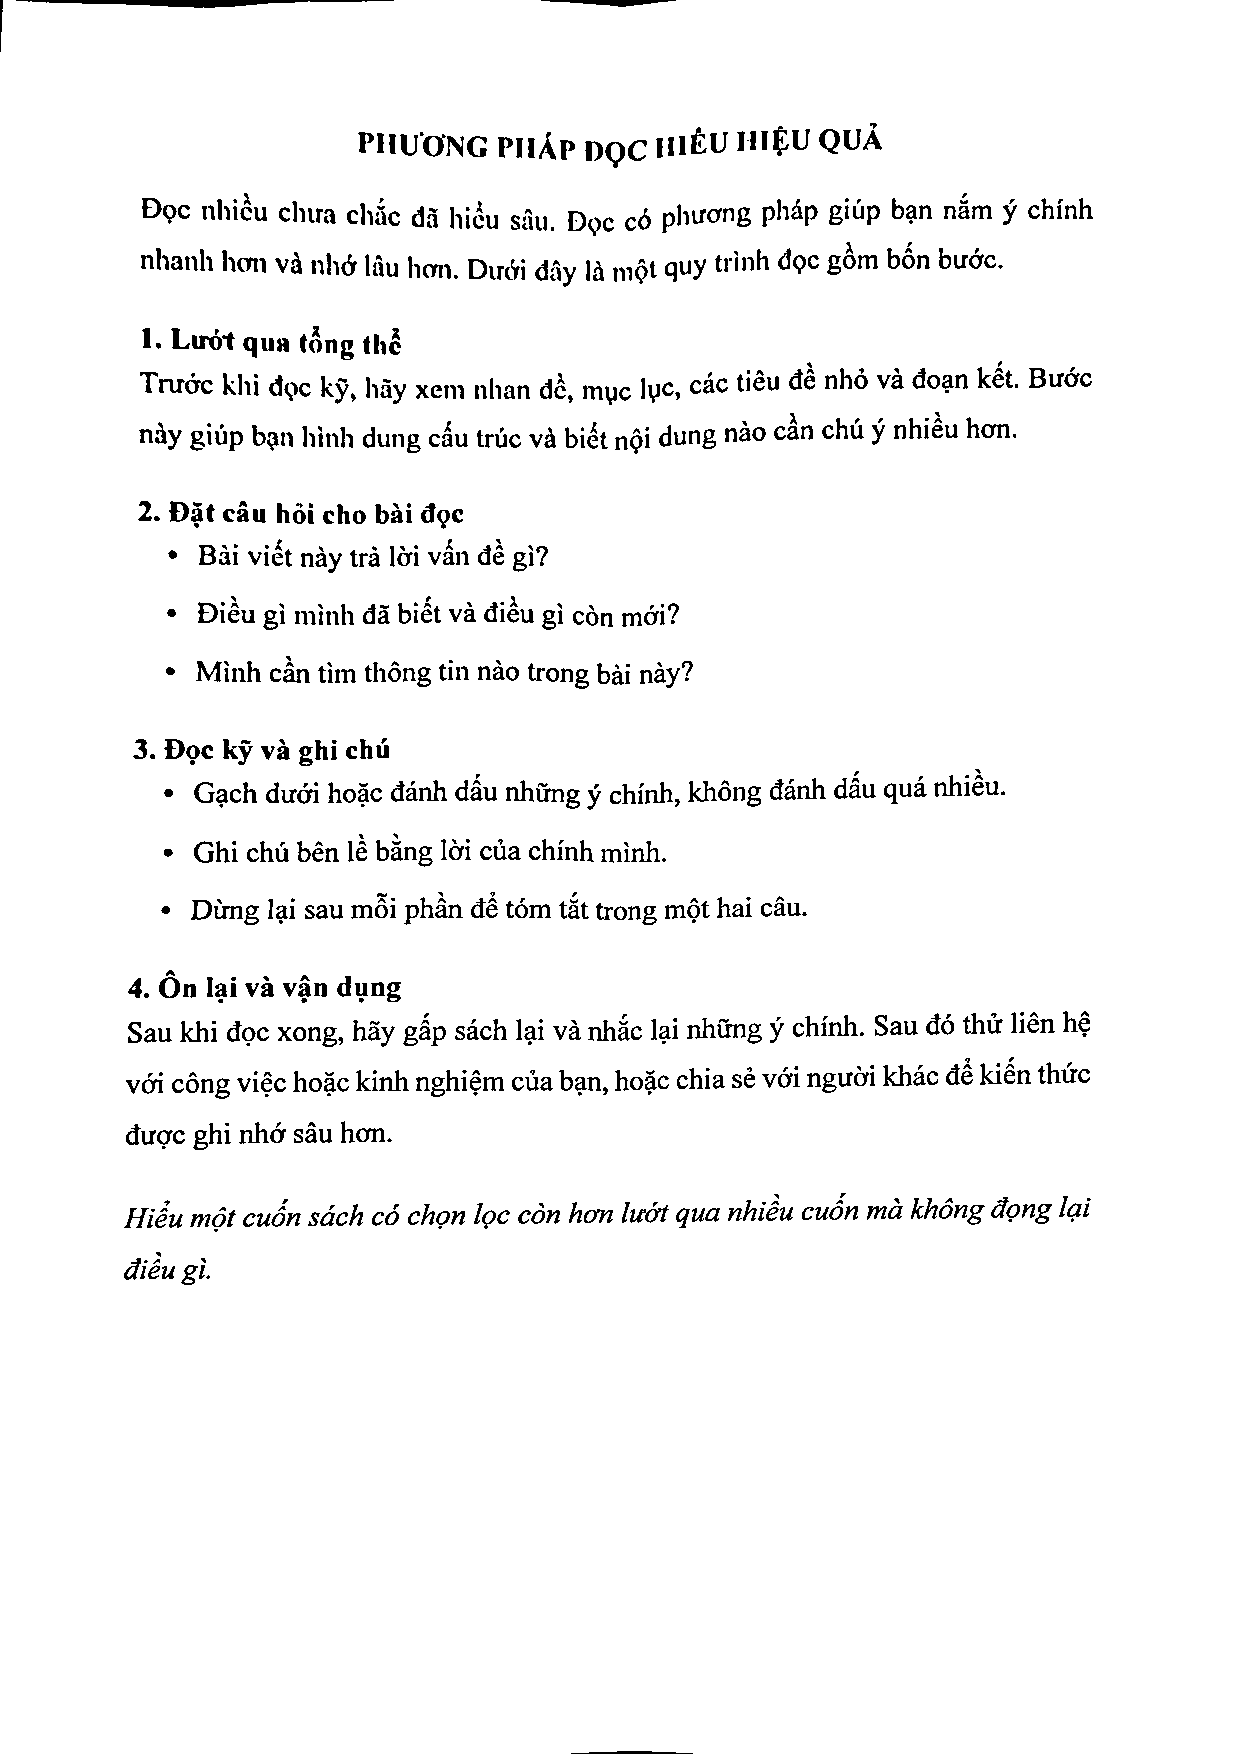 PHƯƠNG PHÁP ĐỌC HIỂU HIỆU QUẢ
Đọc nhiều chưa chắc đã hiểu sâu. Đọc có phương pháp giúp bạn nắm ý chính
nhanh hơn và nhớ lâu hơn. Dưới đây là một quy trình đọc gồm bốn bước.
1. Lướt qua tổng thể
Trước khi đọc kỹ, hãy xem nhan đề, mục lục, các tiêu đề nhỏ và đoạn kết. Bước
này giúp bạn hình dung cấu trúc và biết nội dung nào cần chú ý nhiều hơn.
2. Đặt câu hỏi cho bài đọc
• Bài viết này trả lời vấn đề gì?
• Điều gì mình đã biết và điều gì còn mới?
• Mình cần tìm thông tin nào trong bài này?
3. Đọc kỹ và ghi chú
• Gạch dưới hoặc đánh dấu những ý chính, không đánh dấu quá nhiều.
• Ghi chú bên lề bằng lời của chính mình.
• Dừng lại sau mỗi phần để tóm tắt trong một hai câu.
4. Ôn lại và vận dụng
Sau khi đọc xong, hãy gấp sách lại và nhắc lại những ý chính. Sau đó thử liên hệ
với công việc hoặc kinh nghiệm của bạn, hoặc chia sẻ với người khác để kiến thức
được ghi nhớ sâu hơn.
Hiểu một cuốn sách có chọn lọc còn hơn lướt qua nhiều cuốn mà không đọng lại
điều gì.